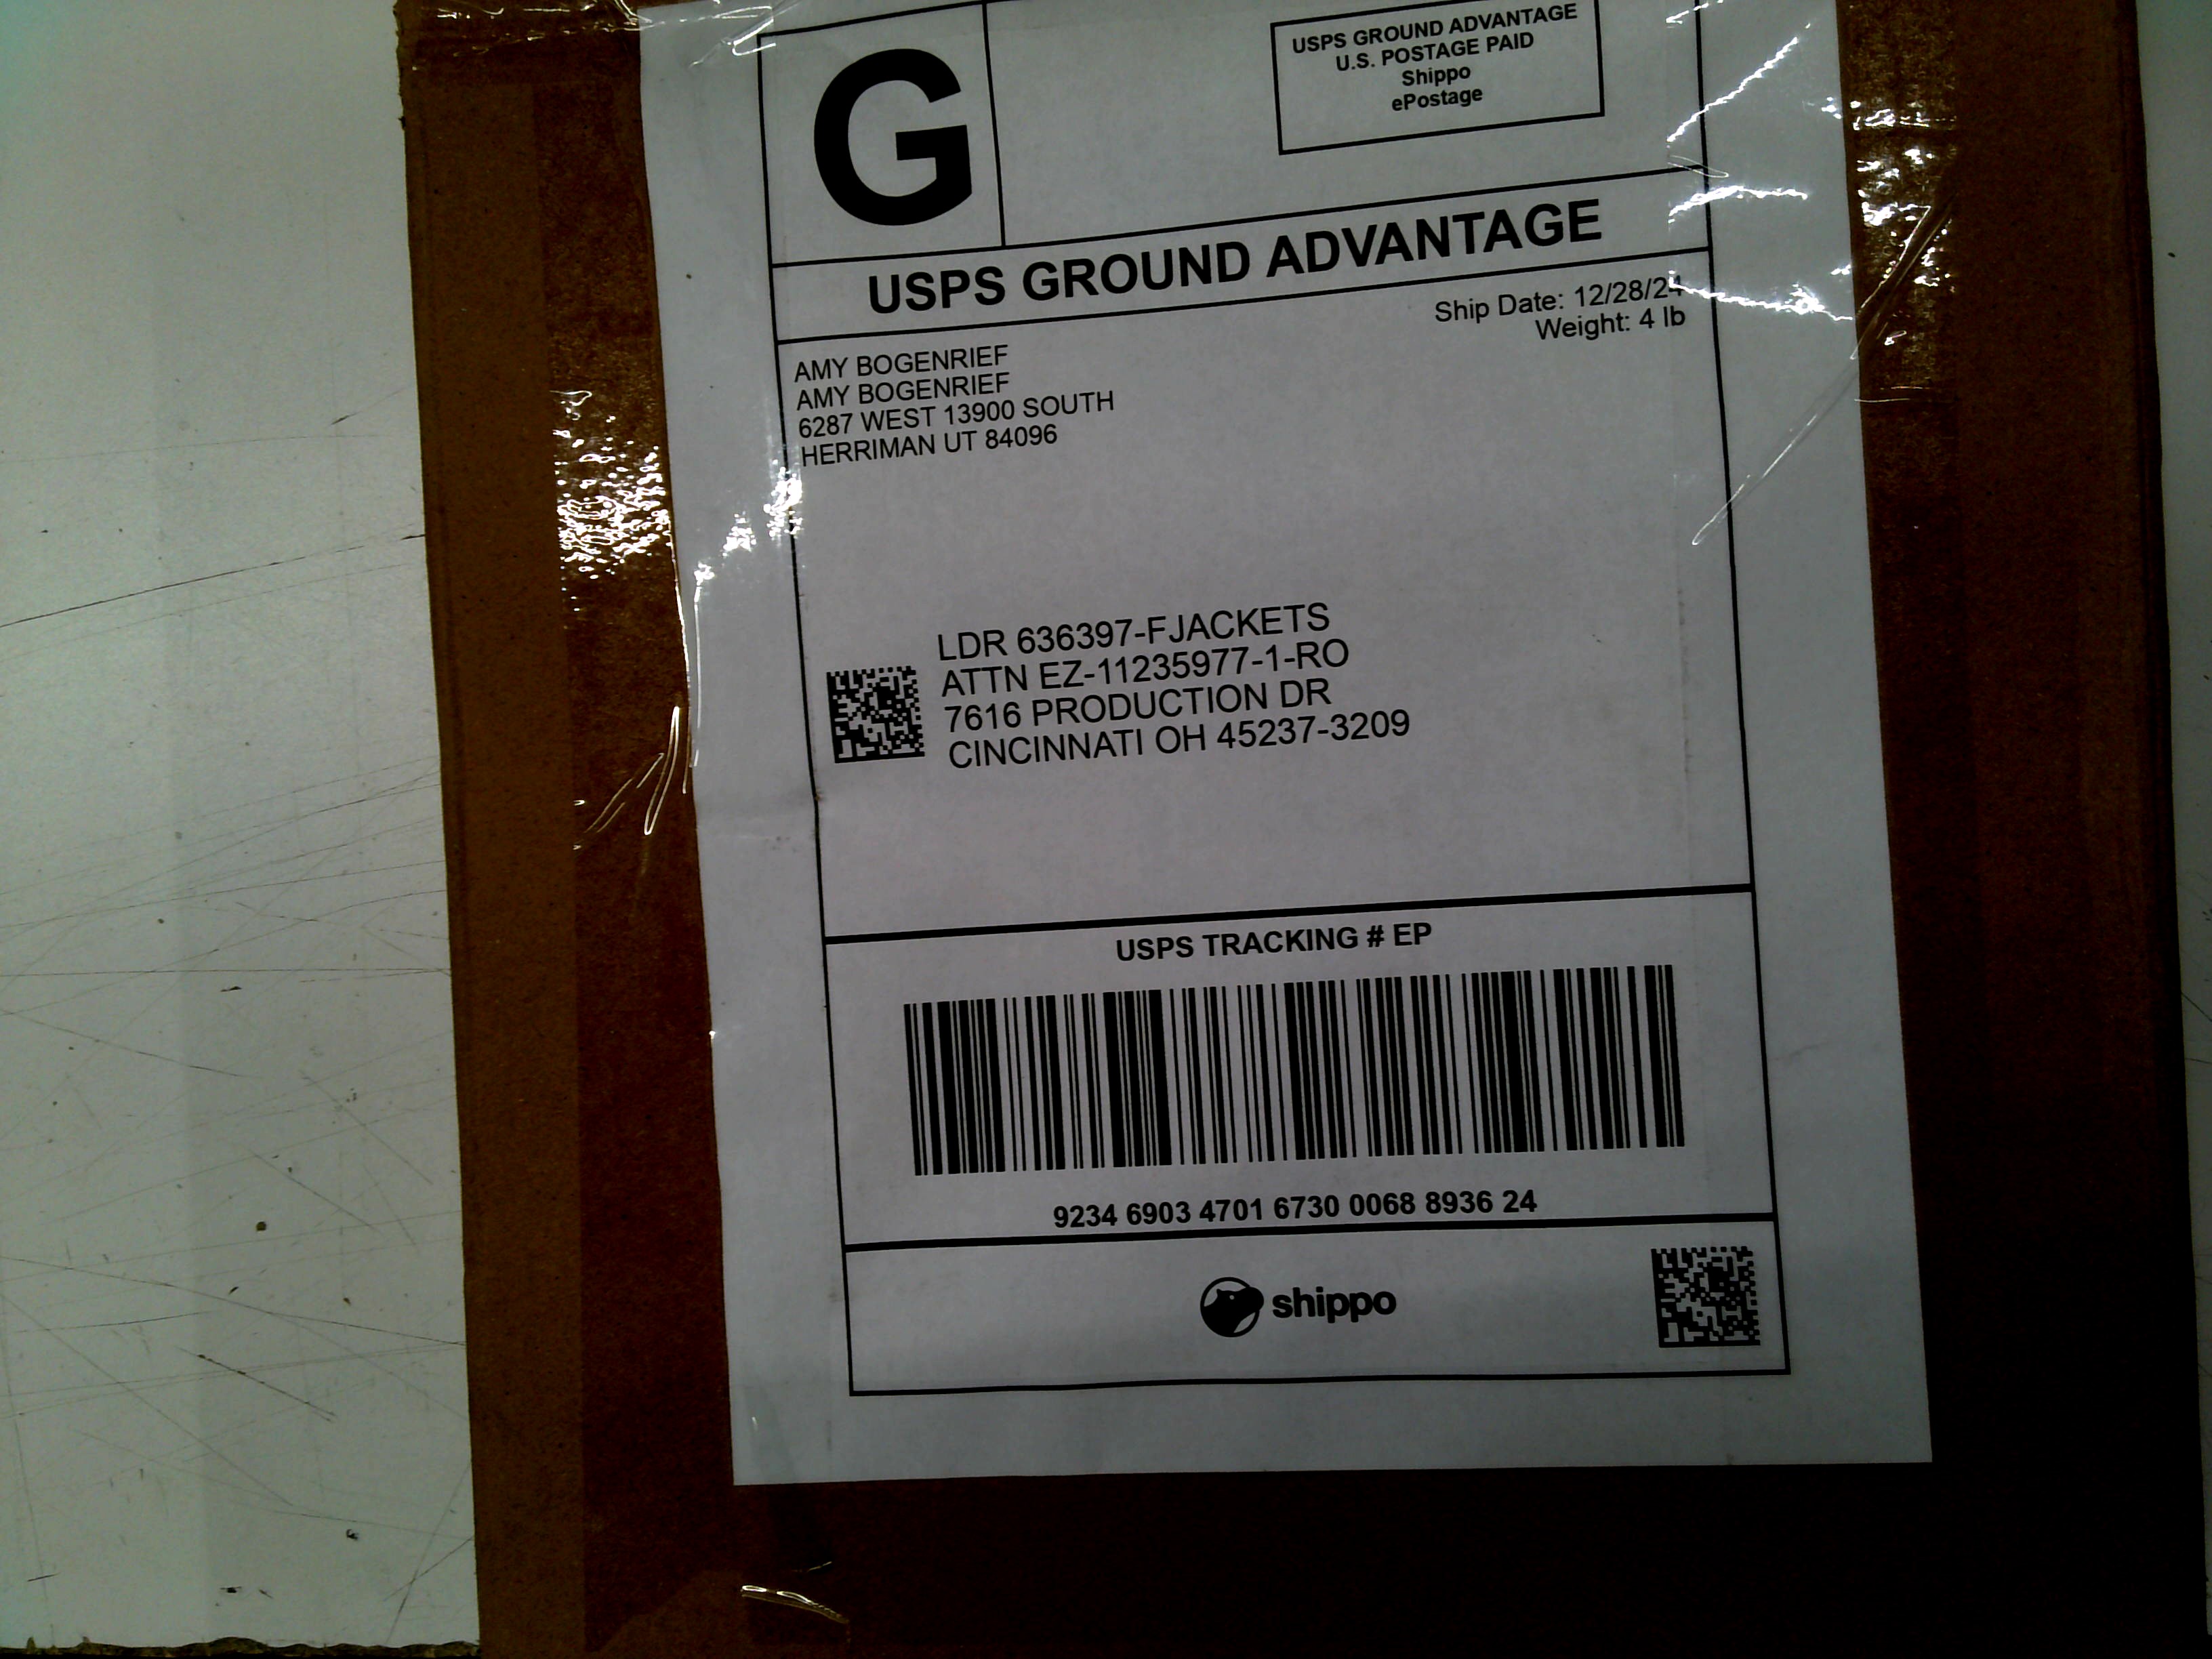 G
USPS GROUND ADVANTAGE
U.S. POSTAGE PAID
Shippo
ePostage
USPS GROUND ADVANTAGE
Ship Date: 12/28/24
Weight: 4 lb
AMY BOGENRIEF
AMY BOGENRIEF
6287 WEST 13900 SOUTH
HERRIMAN UT 84096
LDR 636397-FJACKETS
ATTN EZ-11235977-1-RO
7616 PRODUCTION DR
CINCINNATI OH 45237-3209
USPS TRACKING # EP
9234 6903 4701 6730 0068 8936 24
shippo